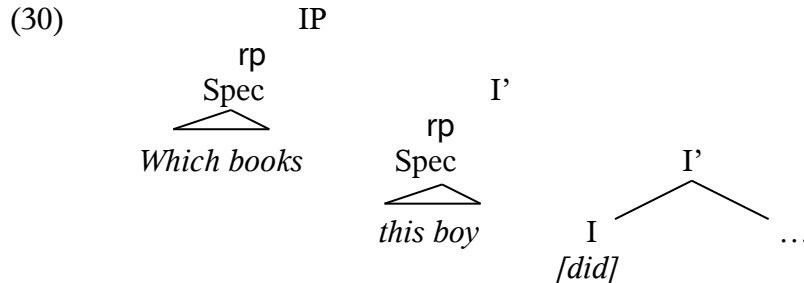 (30) IP
rp
Spec I’
Which books rp
Spec I’
this boy I …
[did]